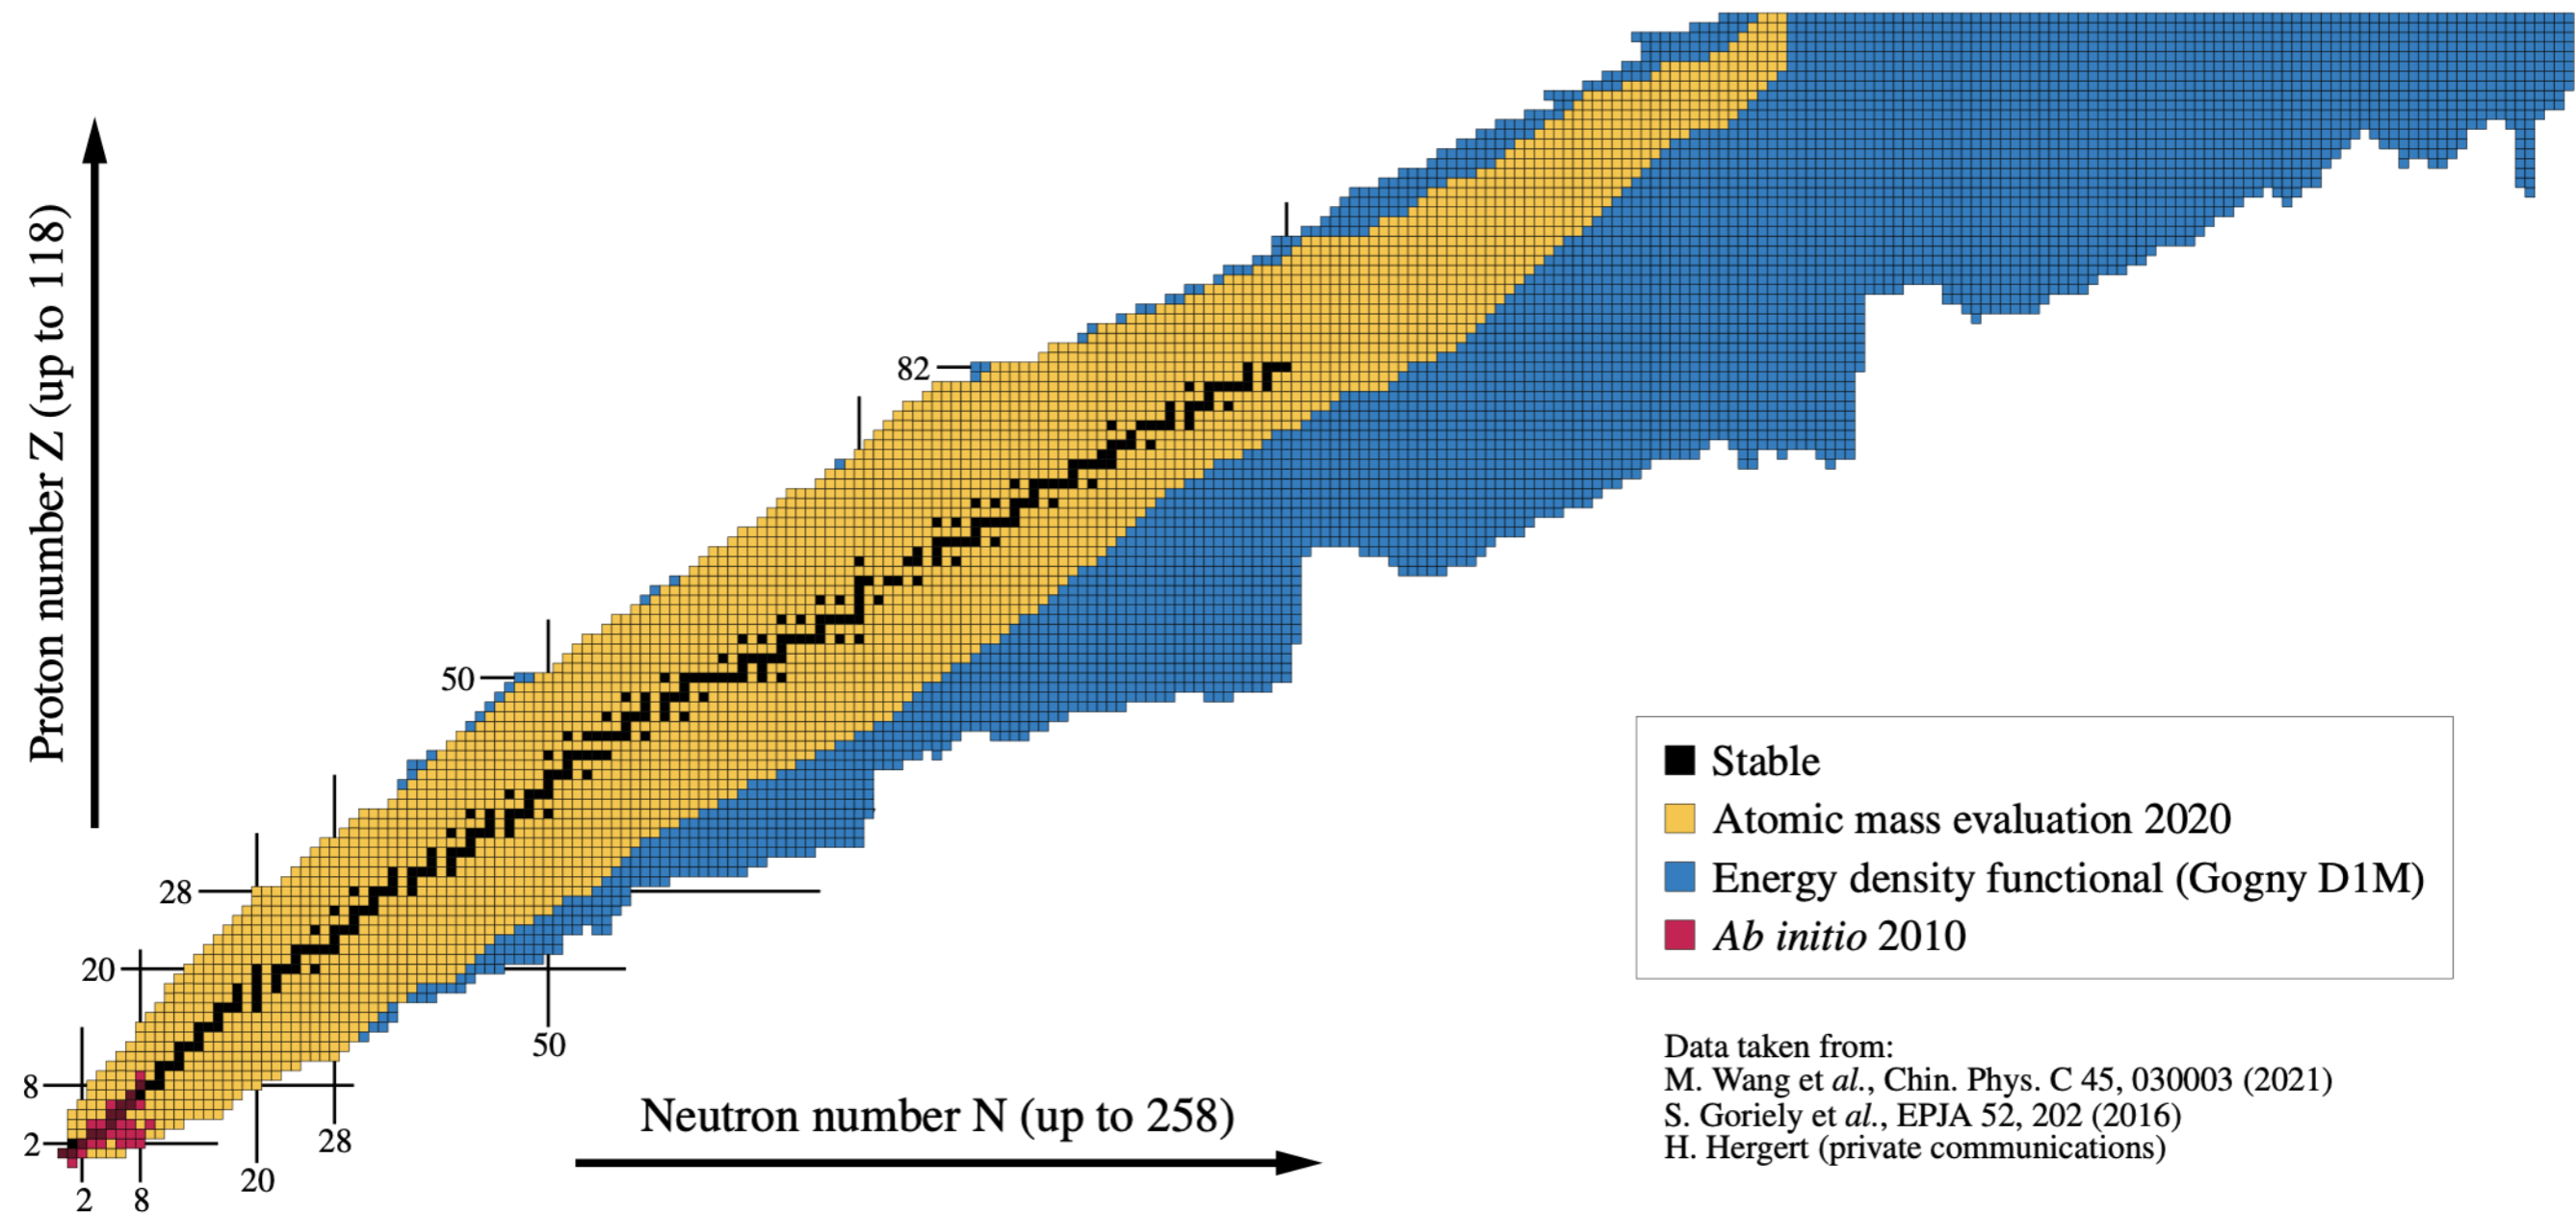 Proton number Z (up to 118)
82
50
28
20
8
2
2
8
20
28
50
Neutron number N (up to 258)
Stable
Atomic mass evaluation 2020
Energy density functional (Gogny D1M)
Ab initio 2010
Data taken from:
M. Wang et al., Chin. Phys. C 45, 030003 (2021)
S. Goriely et al., EPJA 52, 202 (2016)
H. Hergert (private communications)